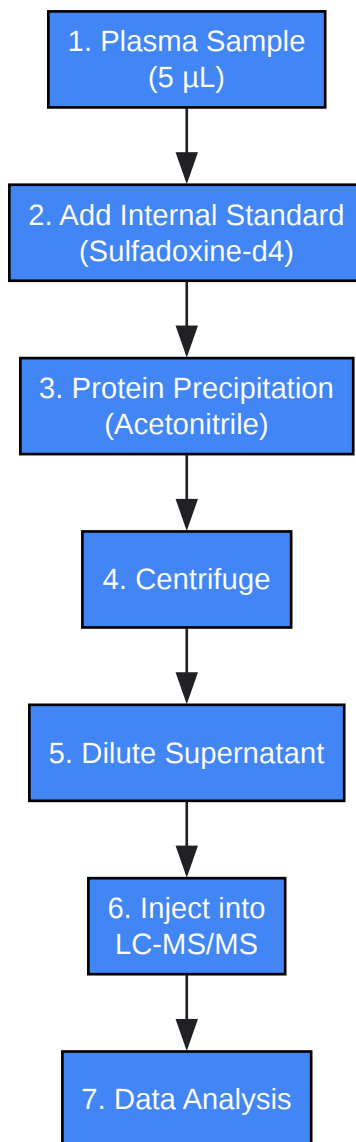 1. Plasma Sample
(5 µL)
2. Add Internal Standard
(Sulfadoxine-d4)
3. Protein Precipitation
(Acetonitrile)
4. Centrifuge
5. Dilute Supernatant
6. Inject into
LC-MS/MS
7. Data Analysis